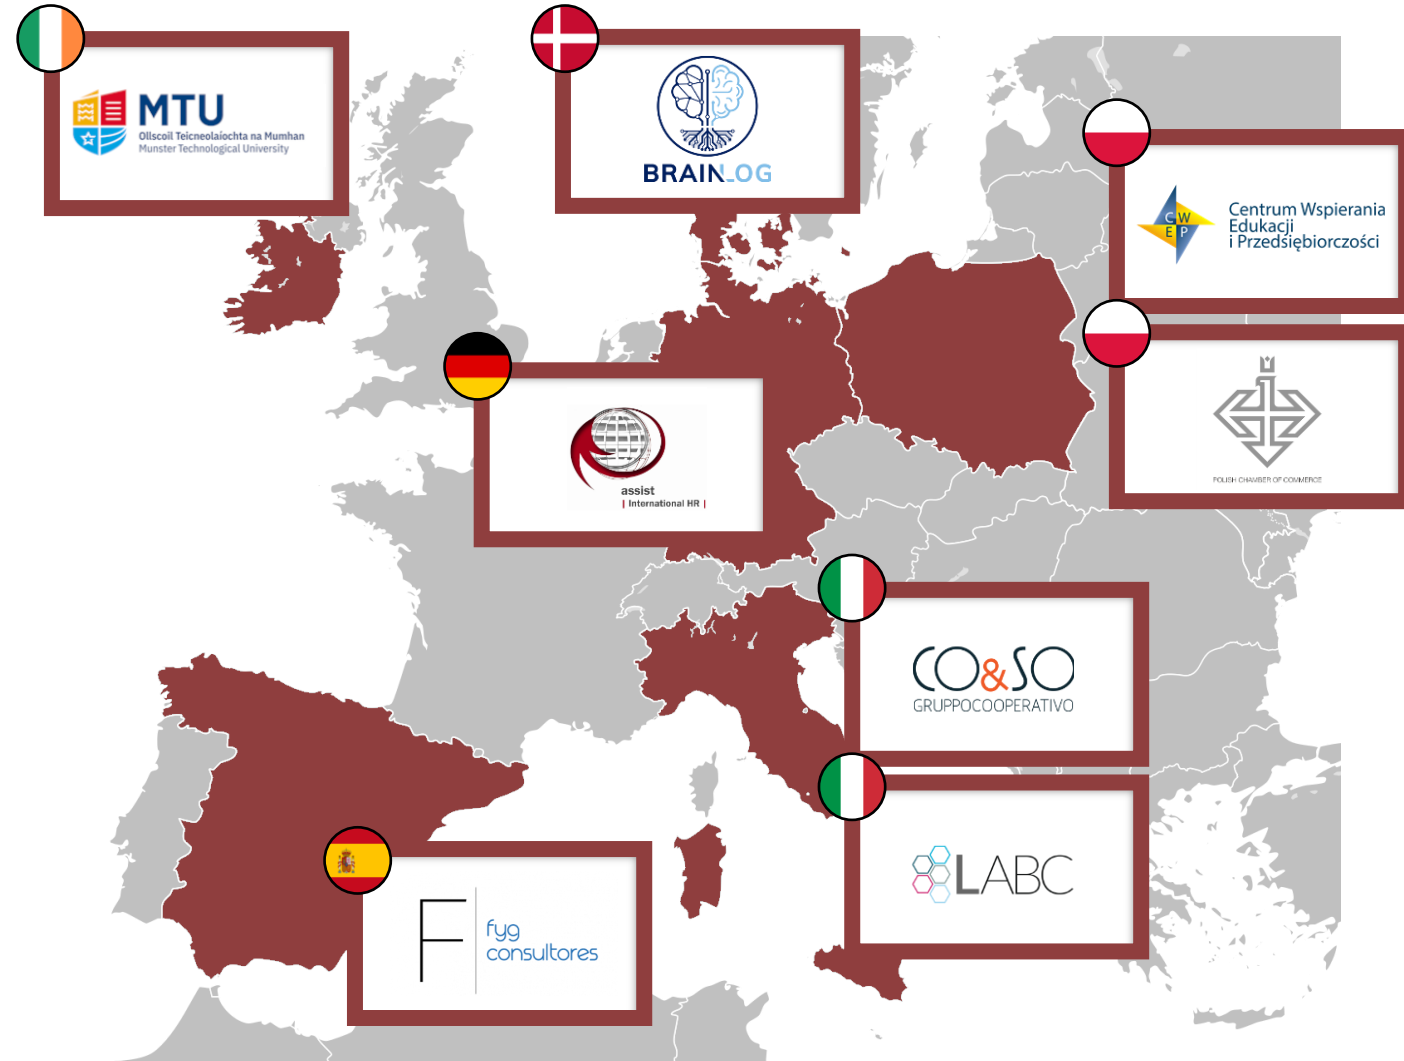 MTU
Ollscoil Teicneolaíochta na Mumhan
Munster Technological University
BRAINLOG
C W
E P
Centrum Wspierania
Edukacji
i Przedsiębiorczości
POLISH CHAMBER OF COMMERCE
assist
| International HR |
CO&SO
GRUPPOCOOPERATIVO
LABC
F
fyg
consultores